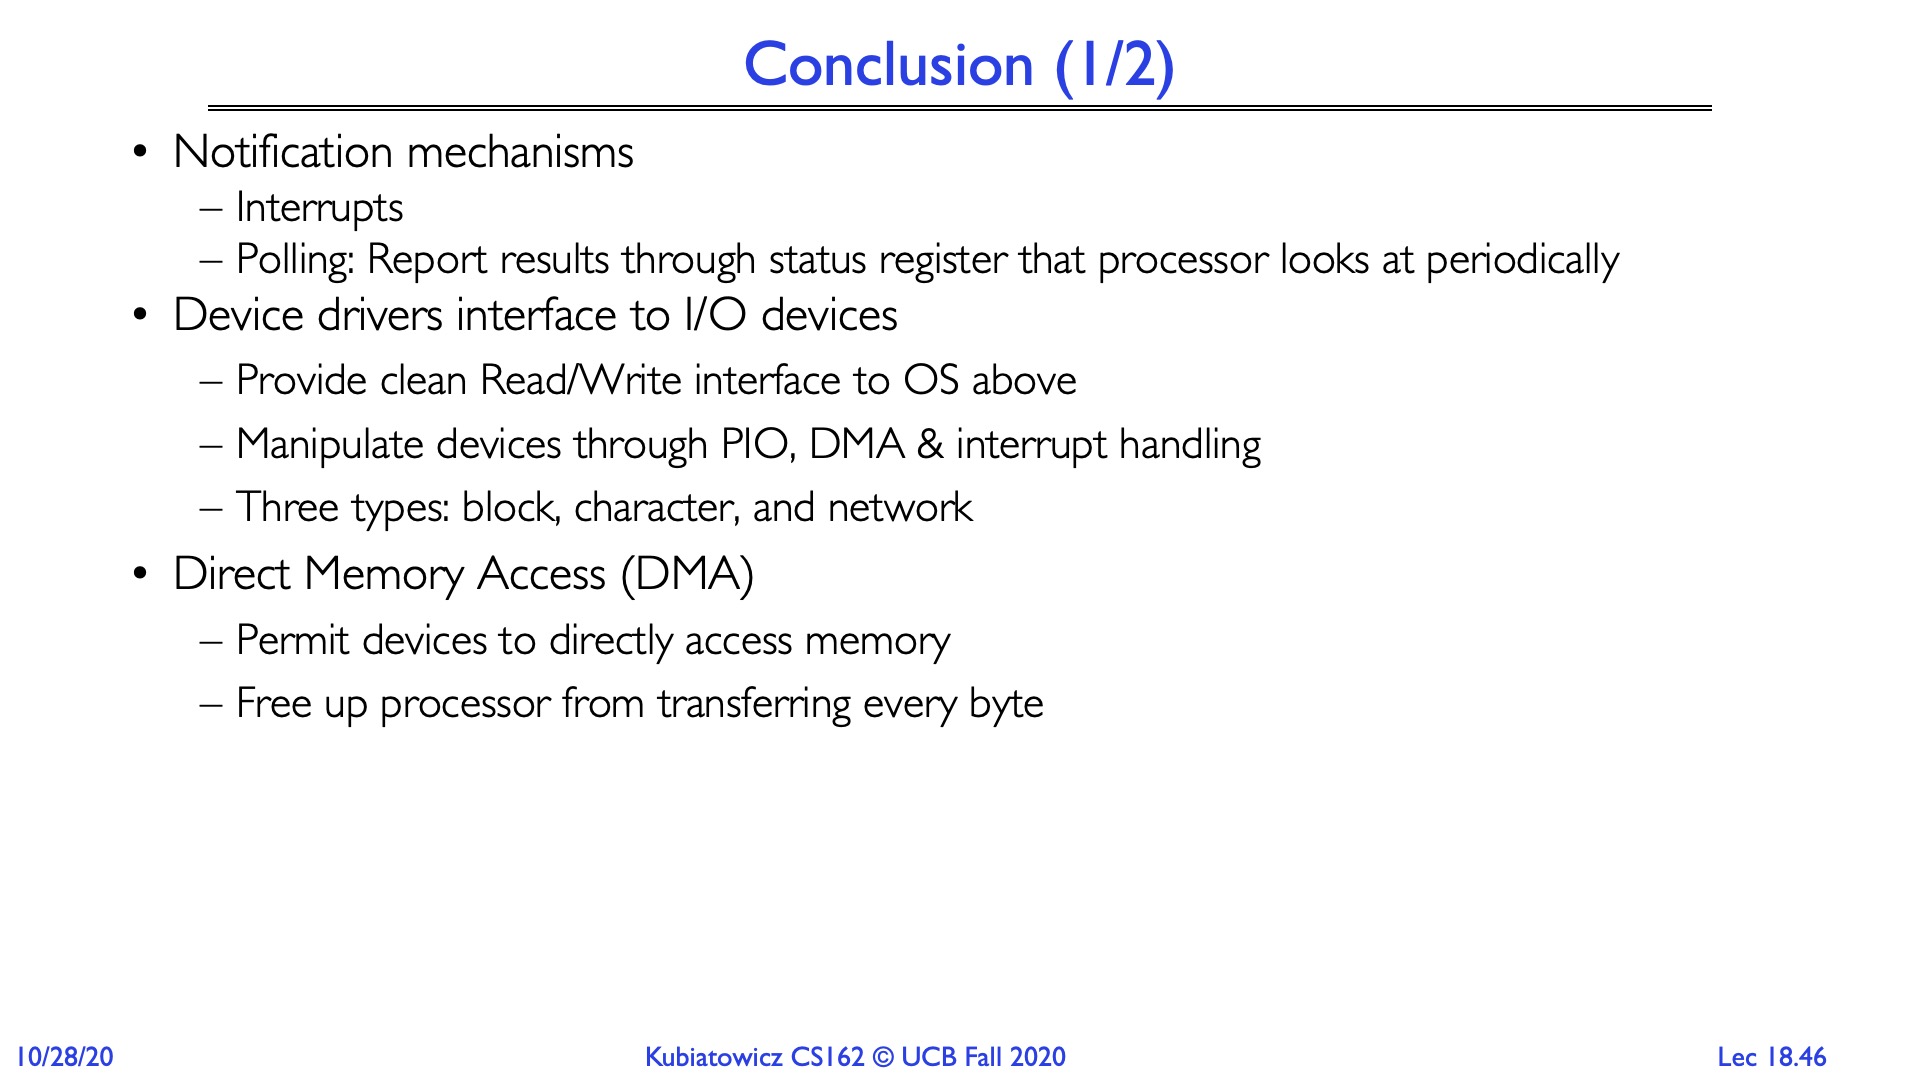 Conclusion (1/2)
• Notification mechanisms
– Interrupts
– Polling: Report results through status register that processor looks at periodically
• Device drivers interface to I/O devices
– Provide clean Read/Write interface to OS above
– Manipulate devices through PIO, DMA & interrupt handling
– Three types: block, character, and network
• Direct Memory Access (DMA)
– Permit devices to directly access memory
– Free up processor from transferring every byte
10/28/20
Kubiatowicz CS162 © UCB Fall 2020
Lec 18.46